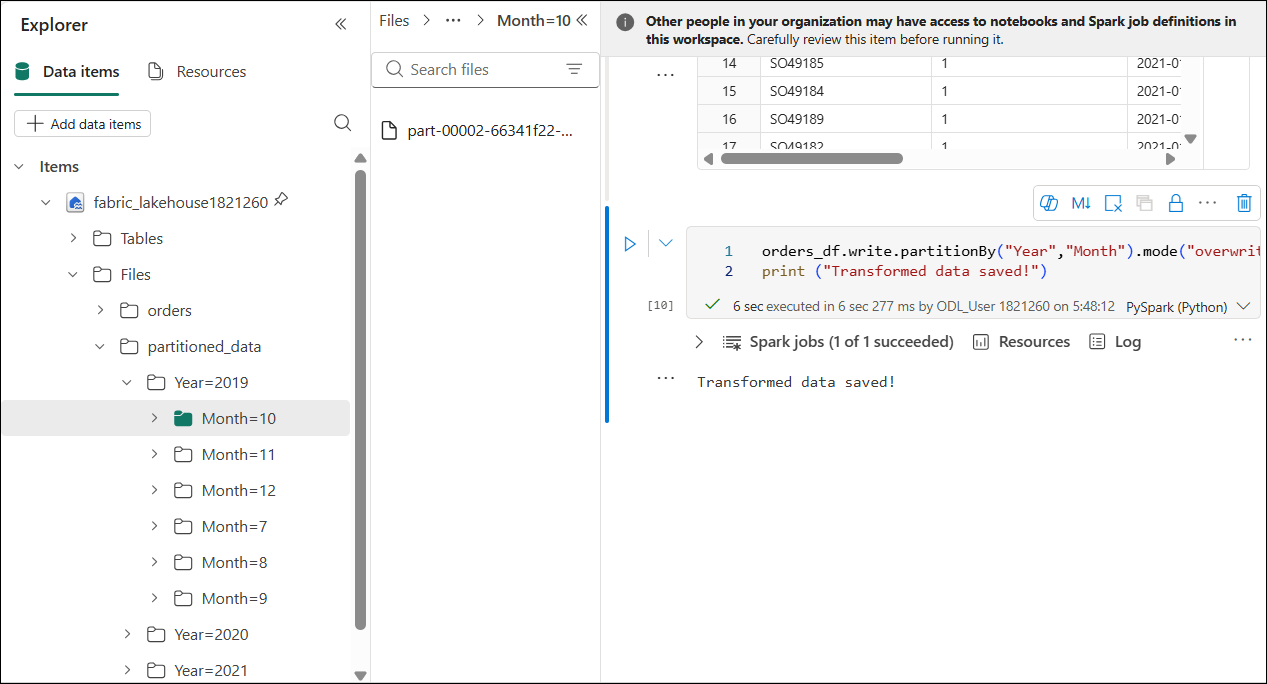 Explorer
Data items
Resources
Add data items
Items
fabric_lakehouse1821260
Tables
Files
orders
partitioned_data
Year=2019
Month=10
Month=11
Month=12
Month=7
Month=8
Month=9
Year=2020
Year=2021
Files > ... > Month=10
Search files
part-00002-66341f22-...
Other people in your organization may have access to notebooks and Spark job definitions in
this workspace. Carefully review this item before running it.
14 SO49185 1 2021-0
15 SO49184 1 2021-0
16 SO49189 1 2021-0
17 SO49182 1 2021-0
M↓
1 orders_df.write.partitionBy("Year","Month").mode("overwrit
2 print ("Transformed data saved!")
[10] 6 sec executed in 6 sec 277 ms by ODL_User 1821260 on 5:48:12 PySpark (Python)
Spark jobs (1 of 1 succeeded) Resources Log
Transformed data saved!